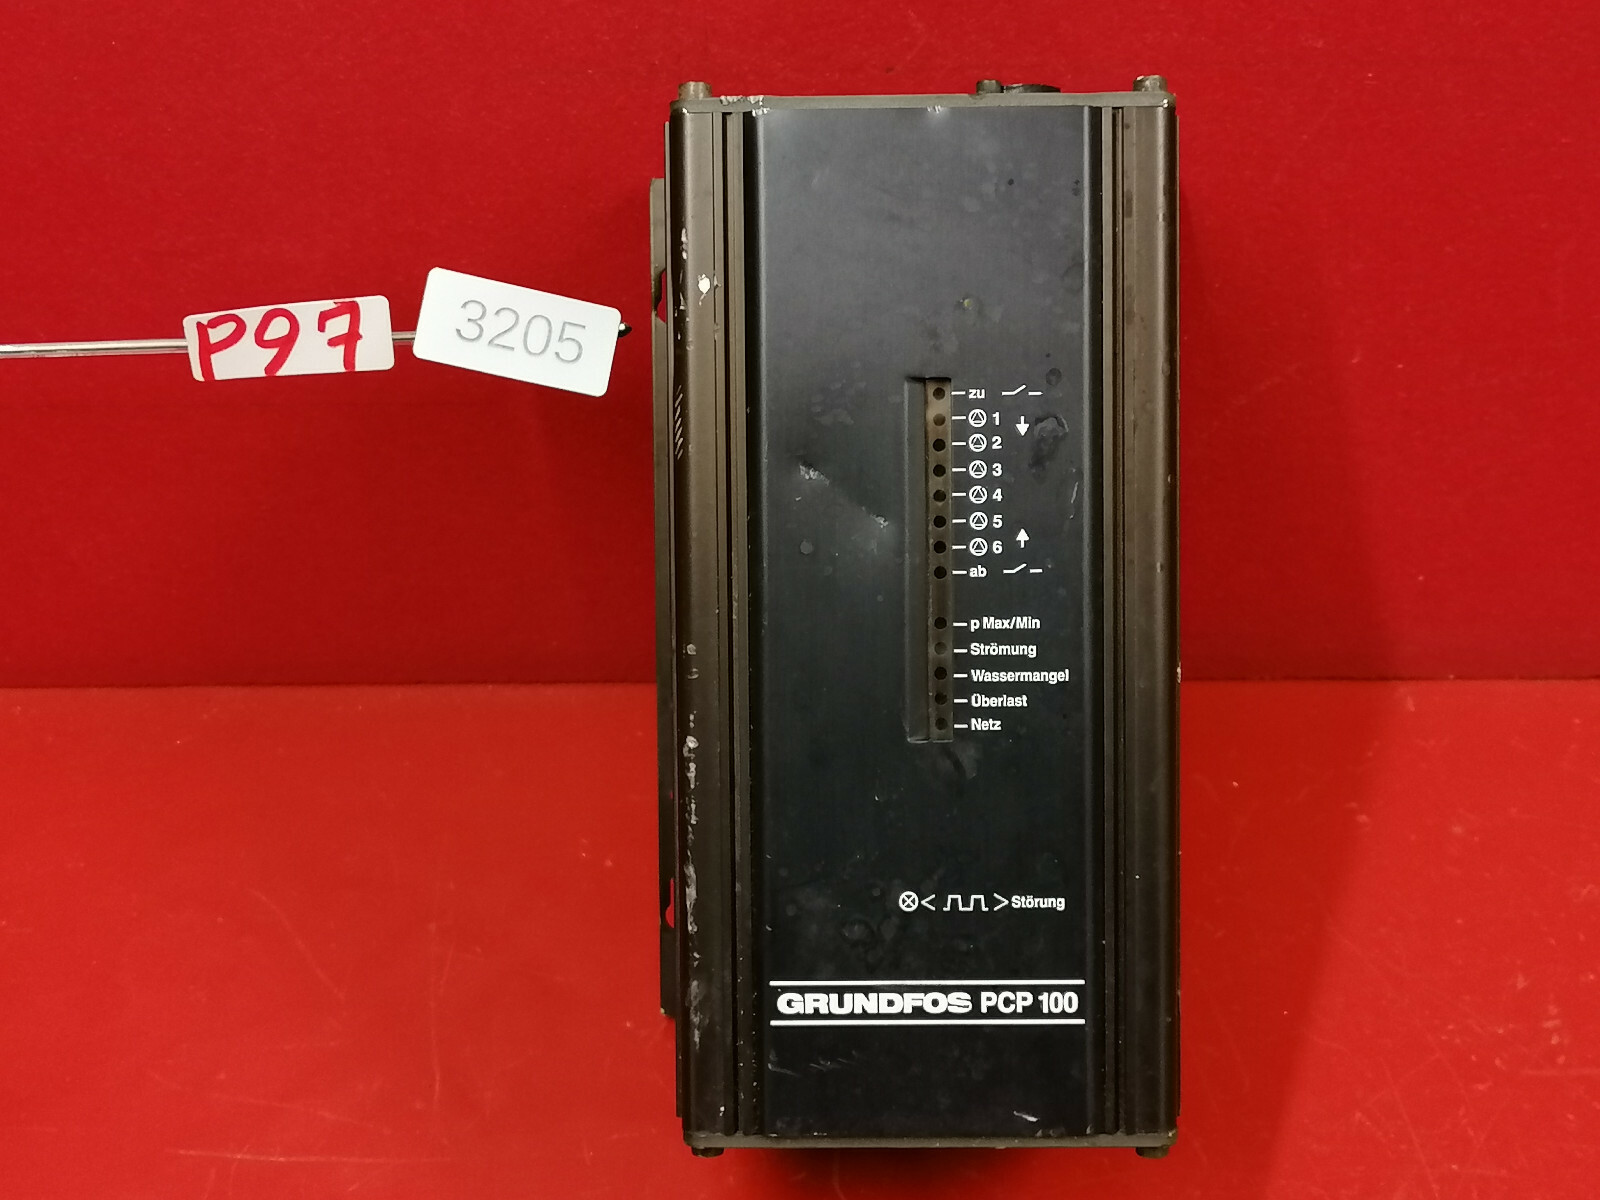 P97
3205
zu
1
2
3
4
5
6
ab
p Max/Min
Strömung
Wassermangel
Überlast
Netz
Störung
GRUNDFOS PCP 100